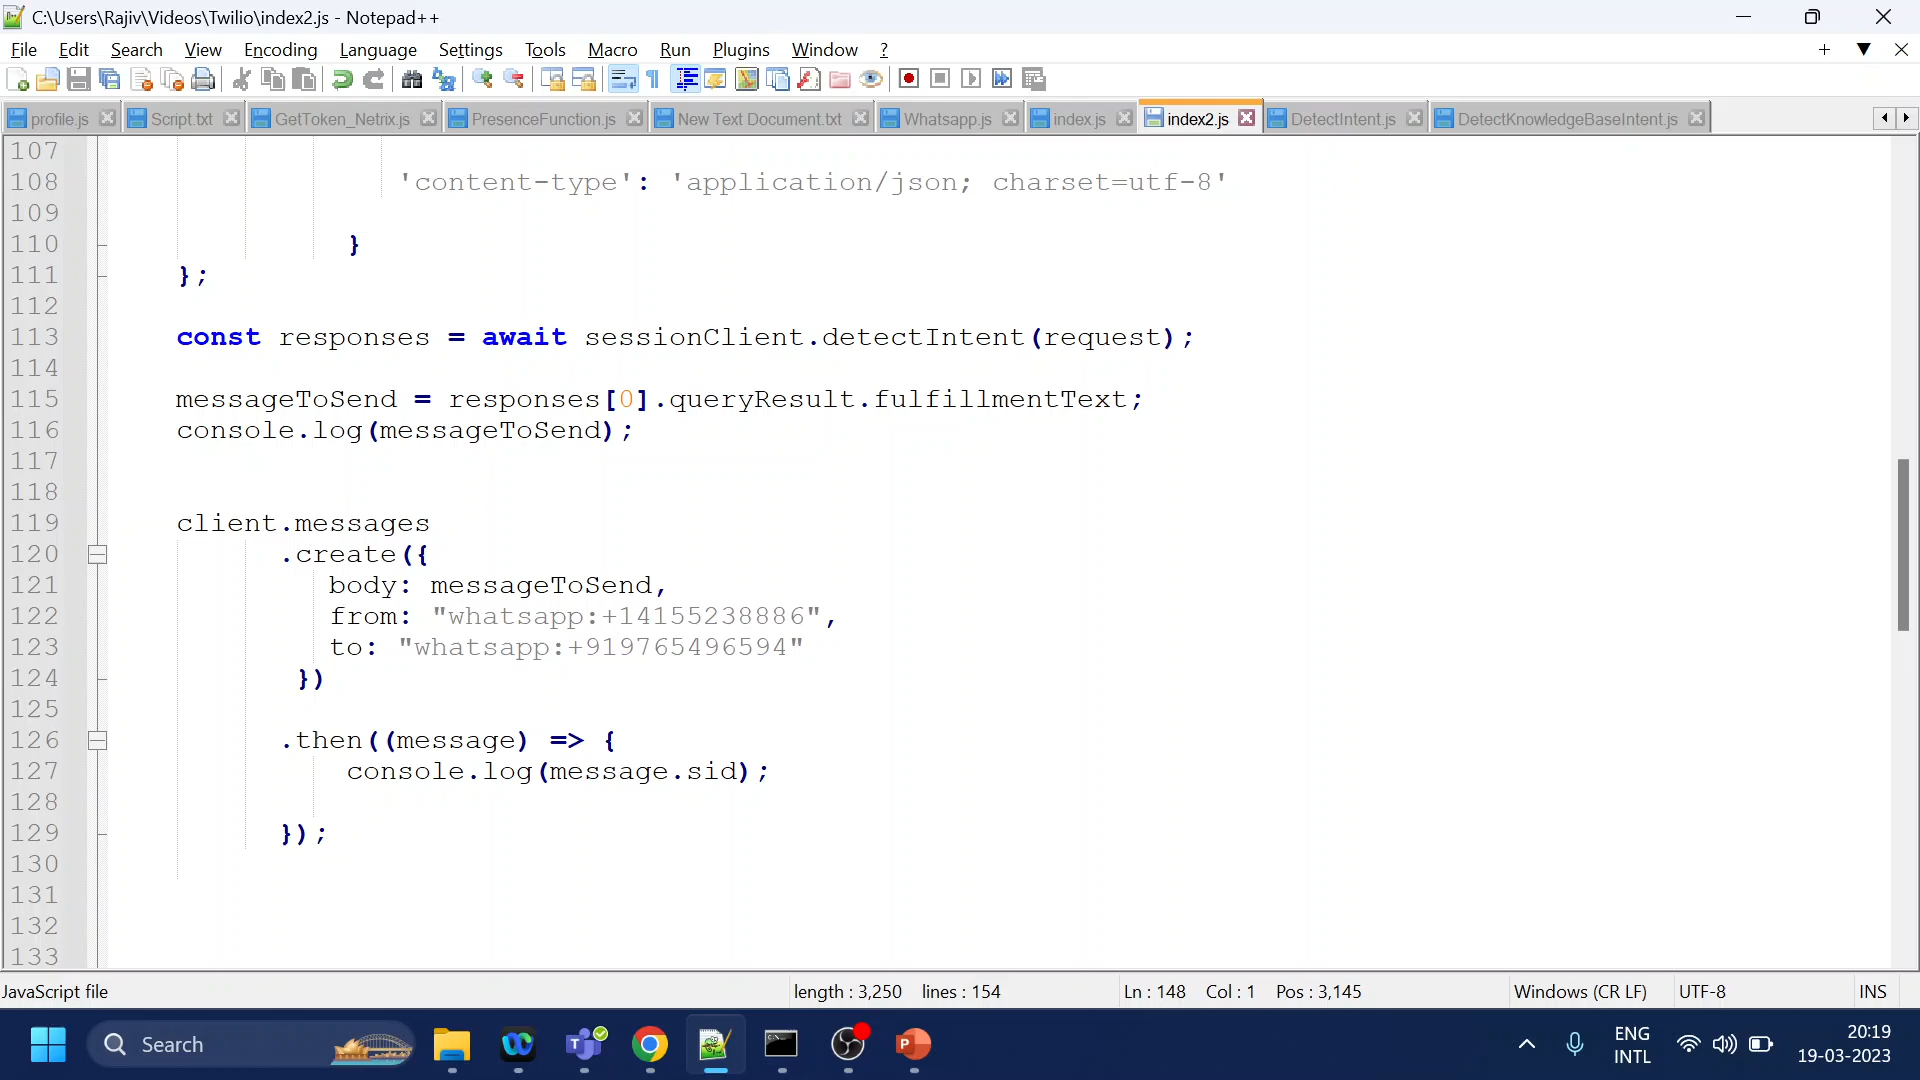 C:\Users\Rajiv\Videos\Twilio\index2.js - Notepad++
File Edit Search View Encoding Language Settings Tools Macro Run Plugins Window ?
profile.js Script.txt GetToken_Netrix.js PresenceFunction.js New Text Document.txt Whatsapp.js index.js index2.js DetectIntent.js DetectKnowledgeBaseIntent.js
107
108 'content-type': 'application/json; charset=utf-8'
109
110 }
111 };
112
113 const responses = await sessionClient.detectIntent(request);
114
115 messageToSend = responses[0].queryResult.fulfillmentText;
116 console.log(messageToSend);
117
118
119 client.messages
120 .create({
121 body: messageToSend,
122 from: "whatsapp:+14155238886",
123 to: "whatsapp:+919765496594"
124 })
125
126 .then((message) => {
127 console.log(message.sid);
128
129 });
130
131
132
133
JavaScript file length : 3,250 lines : 154 Ln : 148 Col : 1 Pos : 3,145 Windows (CR LF) UTF-8 INS
Search ENG 20:19
INTL 19-03-2023